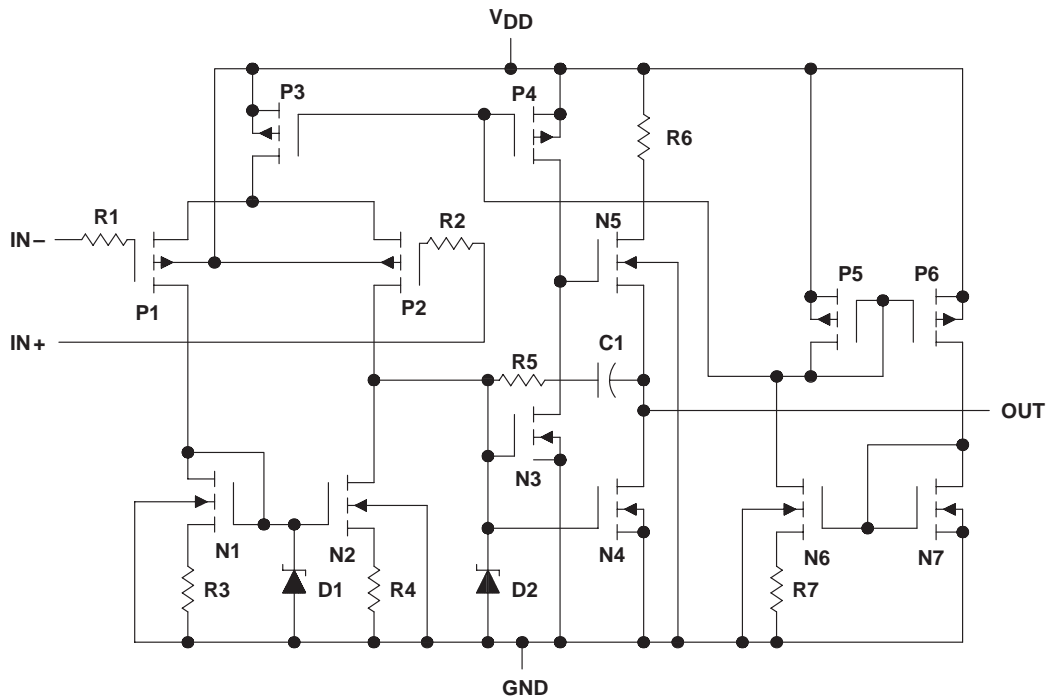 VDD
P3
P4
R6
R1
R2
N5
IN−
P5
P6
P1
P2
IN+
C1
R5
OUT
N3
N1
N2
N4
N6
N7
R3
D1
R4
D2
R7
GND